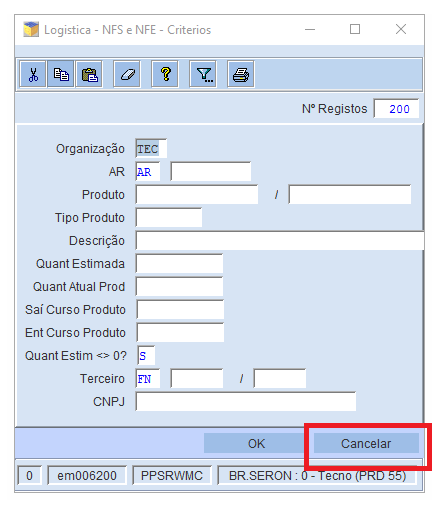 Logistica - NFS e NFE - Criterios
Nº Registos 200
Organização TEC
AR AR
Produto /
Tipo Produto
Descrição
Quant Estimada
Quant Atual Prod
Saí Curso Produto
Ent Curso Produto
Quant Estim <> 0? S
Terceiro FN /
CNPJ
OK Cancelar
0 em006200 PPSRWMC BR.SERON : 0 - Tecno (PRD 55)